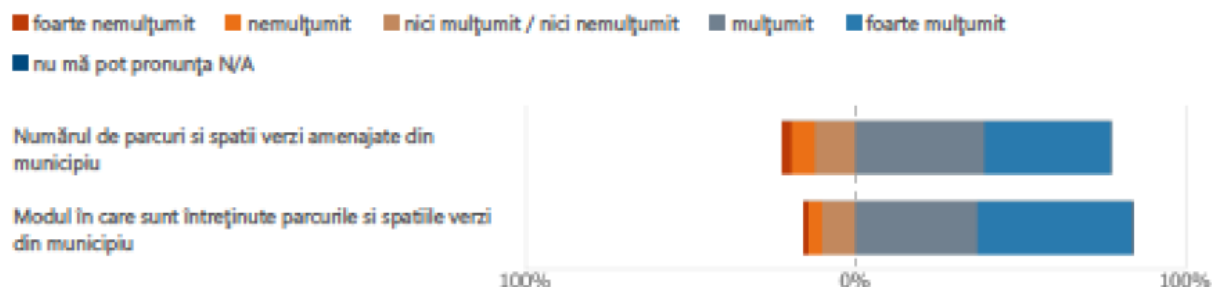 foarte nemulţumit nemulţumit nici mulţumit / nici nemulţumit mulţumit foarte mulţumit
nu mă pot pronunţa N/A
Numărul de parcuri si spatii verzi amenajate din
municipiu
Modul în care sunt întreţinute parcurile si spatiile verzi
din municipiu
100% 0% 100%